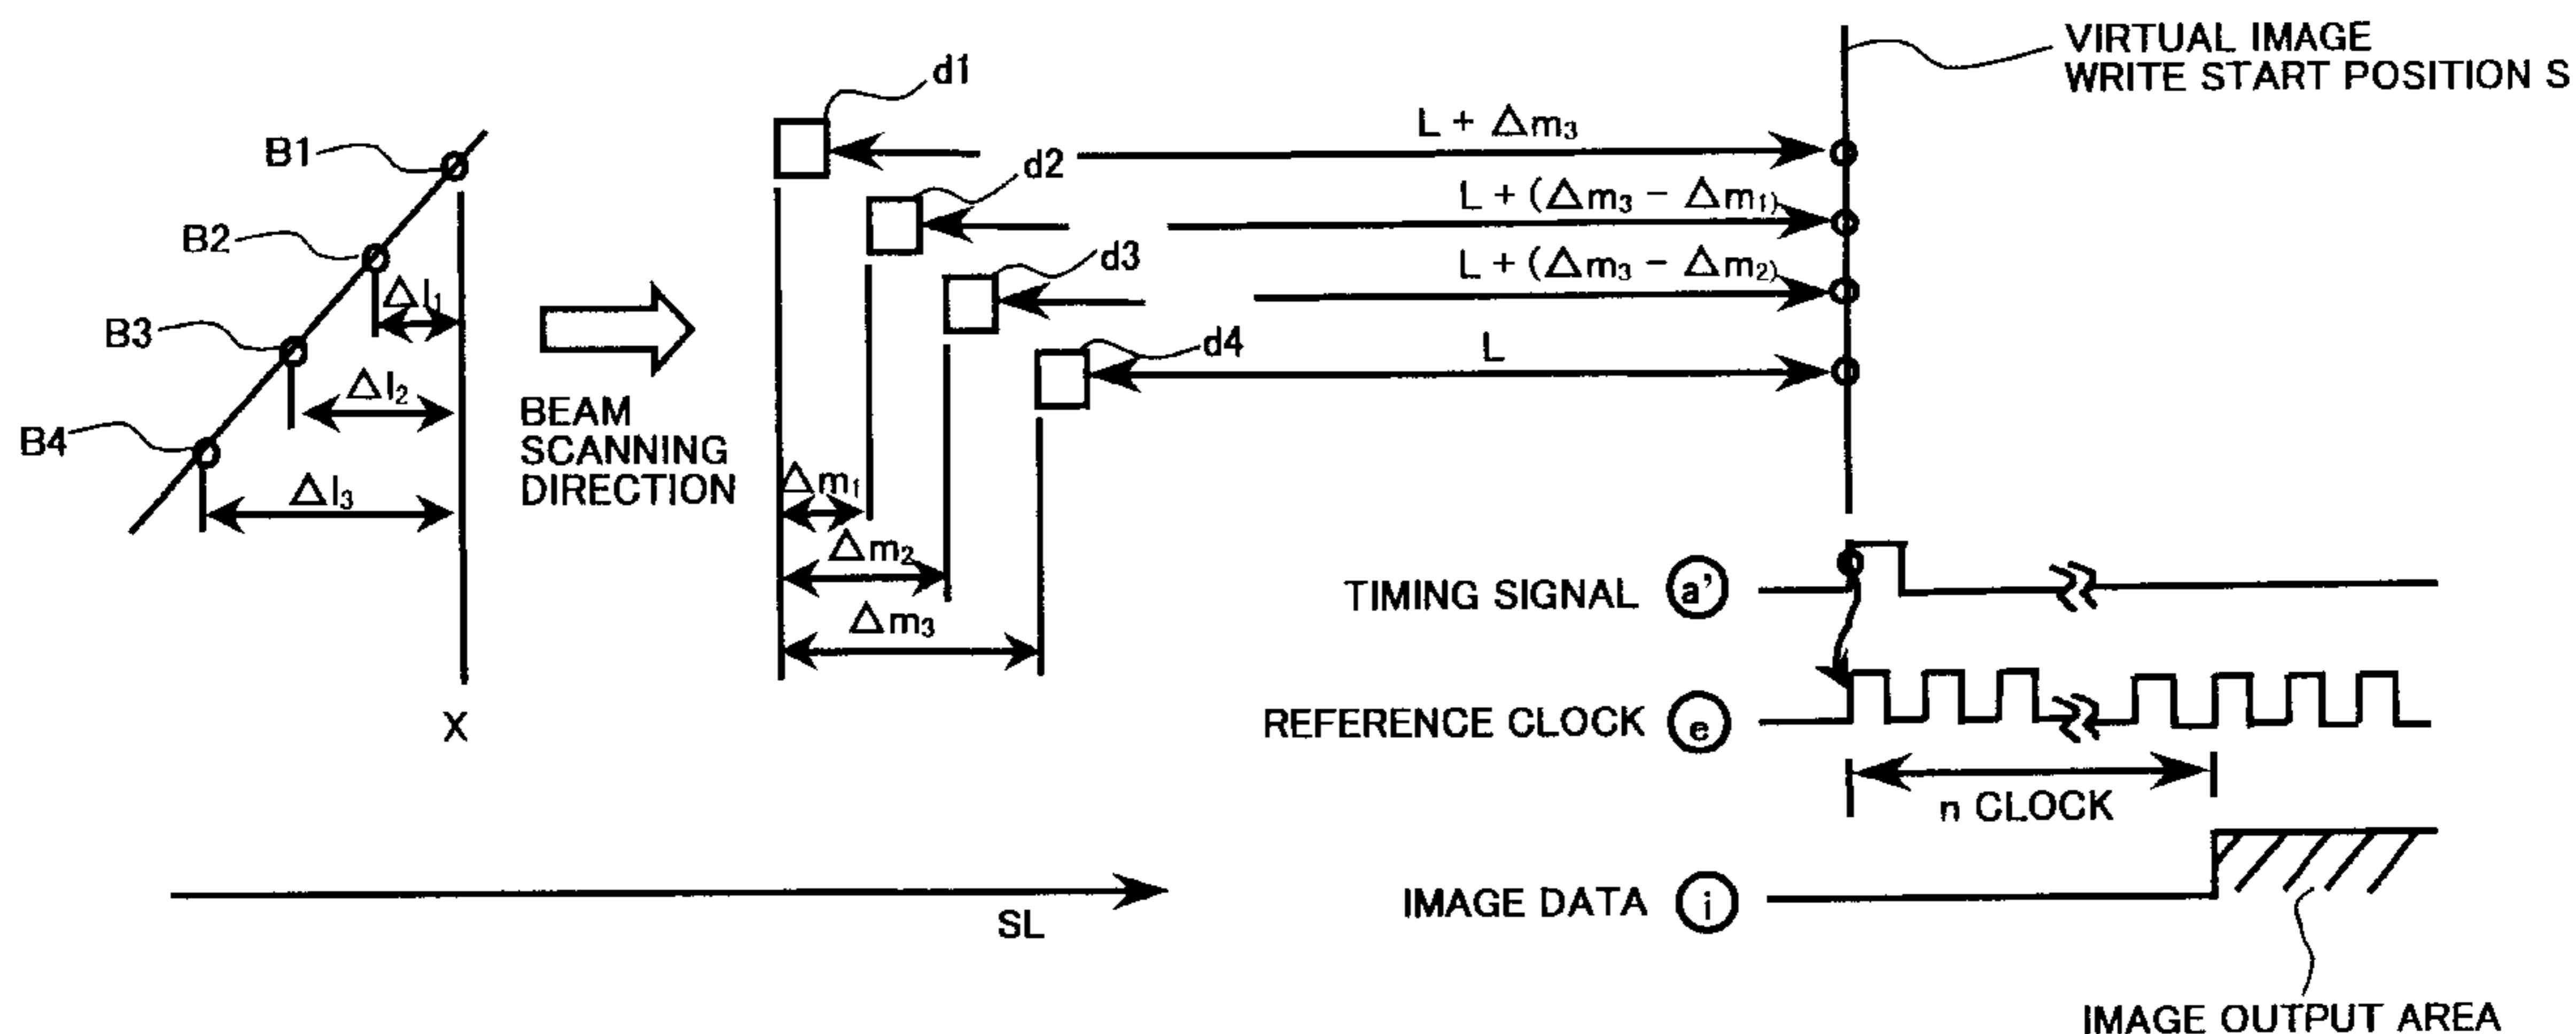 VIRTUAL IMAGE
WRITE START POSITION S
d1
L + Δm₃
B1
d2
L + (Δm₃ − Δm₁)
B2
d3
L + (Δm₃ − Δm₂)
Δl₁
B3
d4
L
Δl₂
BEAM
SCANNING
DIRECTION
B4
Δl₃
Δm₁
Δm₂
TIMING SIGNAL a'
Δm₃
X
REFERENCE CLOCK e
n CLOCK
IMAGE DATA i
SL
IMAGE OUTPUT AREA